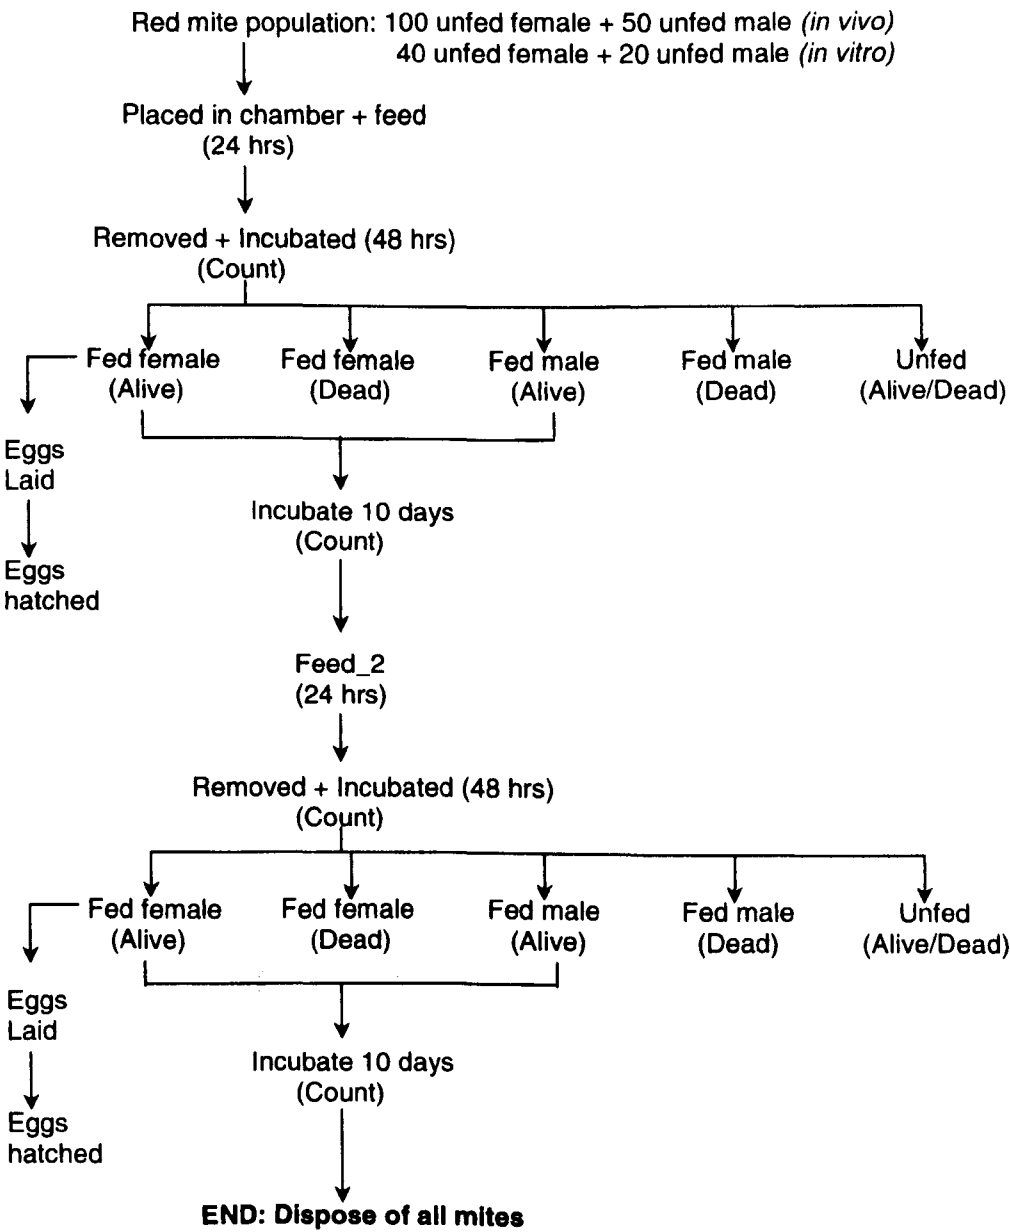 Red mite population: 100 unfed female + 50 unfed male (in vivo)
40 unfed female + 20 unfed male (in vitro)
Placed in chamber + feed
(24 hrs)
Removed + Incubated (48 hrs)
(Count)
Fed female
(Alive)
Fed female
(Dead)
Fed male
(Alive)
Fed male
(Dead)
Unfed
(Alive/Dead)
Eggs
Laid
Eggs
hatched
Incubate 10 days
(Count)
Feed_2
(24 hrs)
Removed + Incubated (48 hrs)
(Count)
Fed female
(Alive)
Fed female
(Dead)
Fed male
(Alive)
Fed male
(Dead)
Unfed
(Alive/Dead)
Eggs
Laid
Eggs
hatched
Incubate 10 days
(Count)
END: Dispose of all mites